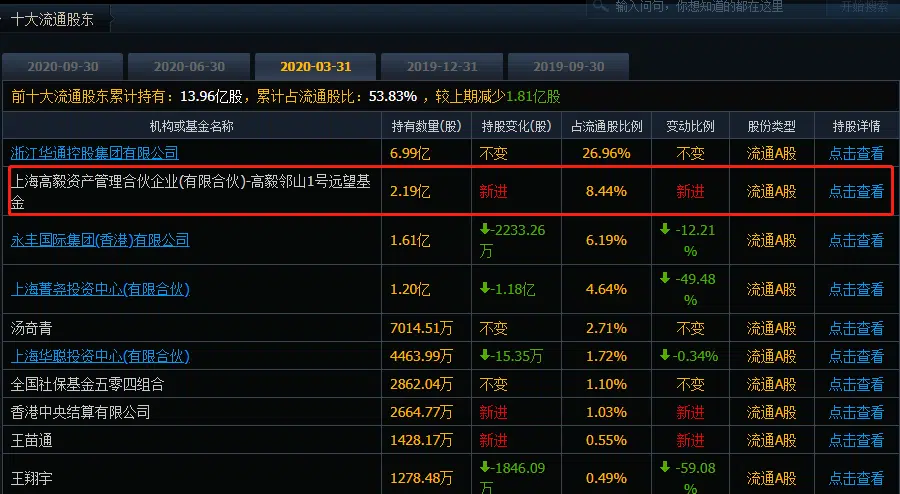 十大流通股东
输入问句，你想知道的都在这里
开始搜索
2020-09-30 2020-06-30 2020-03-31 2019-12-31 2019-09-30
前十大流通股东累计持有：13.96亿股，累计占流通股比：53.83% ，较上期减少1.81亿股
机构或基金名称 持有数量(股) 持股变化(股) 占流通股比例 变动比例 股份类型 持股详情
浙江华通控股集团有限公司 6.99亿 不变 26.96% 不变 流通A股 点击查看
上海高毅资产管理合伙企业(有限合伙)-高毅邻山1号远望基
金 2.19亿 新进 8.44% 新进 流通A股 点击查看
永丰国际集团(香港)有限公司 1.61亿 -2233.26
万 6.19% -12.21
% 流通A股 点击查看
上海菁尧投资中心(有限合伙) 1.20亿 -1.18亿 4.64% -49.48
% 流通A股 点击查看
汤奇青 7014.51万 不变 2.71% 不变 流通A股 点击查看
上海华聪投资中心(有限合伙) 4463.99万 -15.35万 1.72% -0.34% 流通A股 点击查看
全国社保基金五零四组合 2862.04万 不变 1.10% 不变 流通A股 点击查看
香港中央结算有限公司 2664.77万 新进 1.03% 新进 流通A股 点击查看
王苗通 1428.17万 新进 0.55% 新进 流通A股 点击查看
王翔宇 1278.48万 -1846.09
万 0.49% -59.08
% 流通A股 点击查看